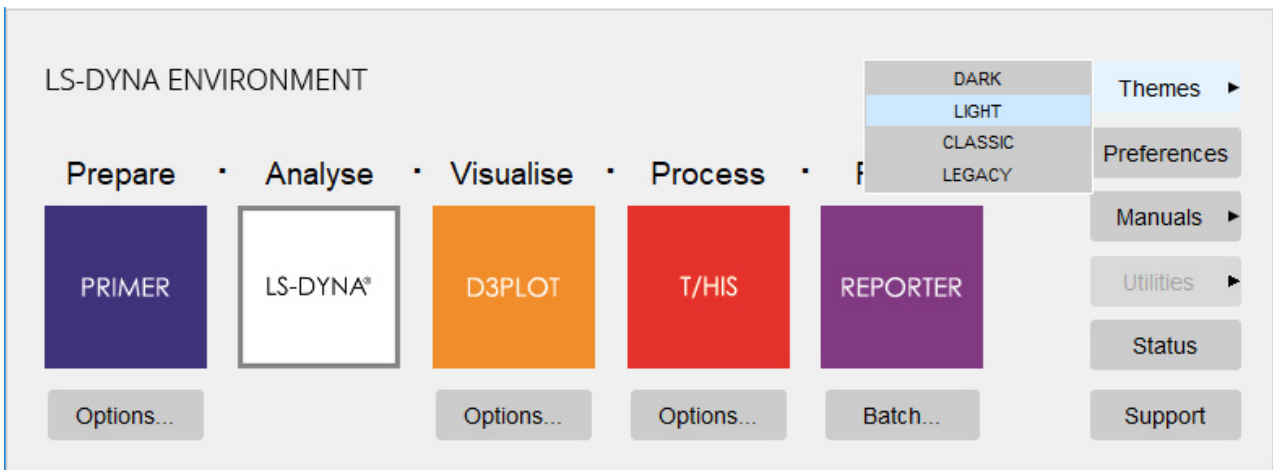 LS-DYNA ENVIRONMENT
DARK
LIGHT
CLASSIC
LEGACY
Themes
Preferences
Prepare · Analyse · Visualise · Process ·
Manuals
PRIMER
LS-DYNA®
D3PLOT
T/HIS
REPORTER
Utilities
Status
Options...
Options...
Options...
Batch...
Support